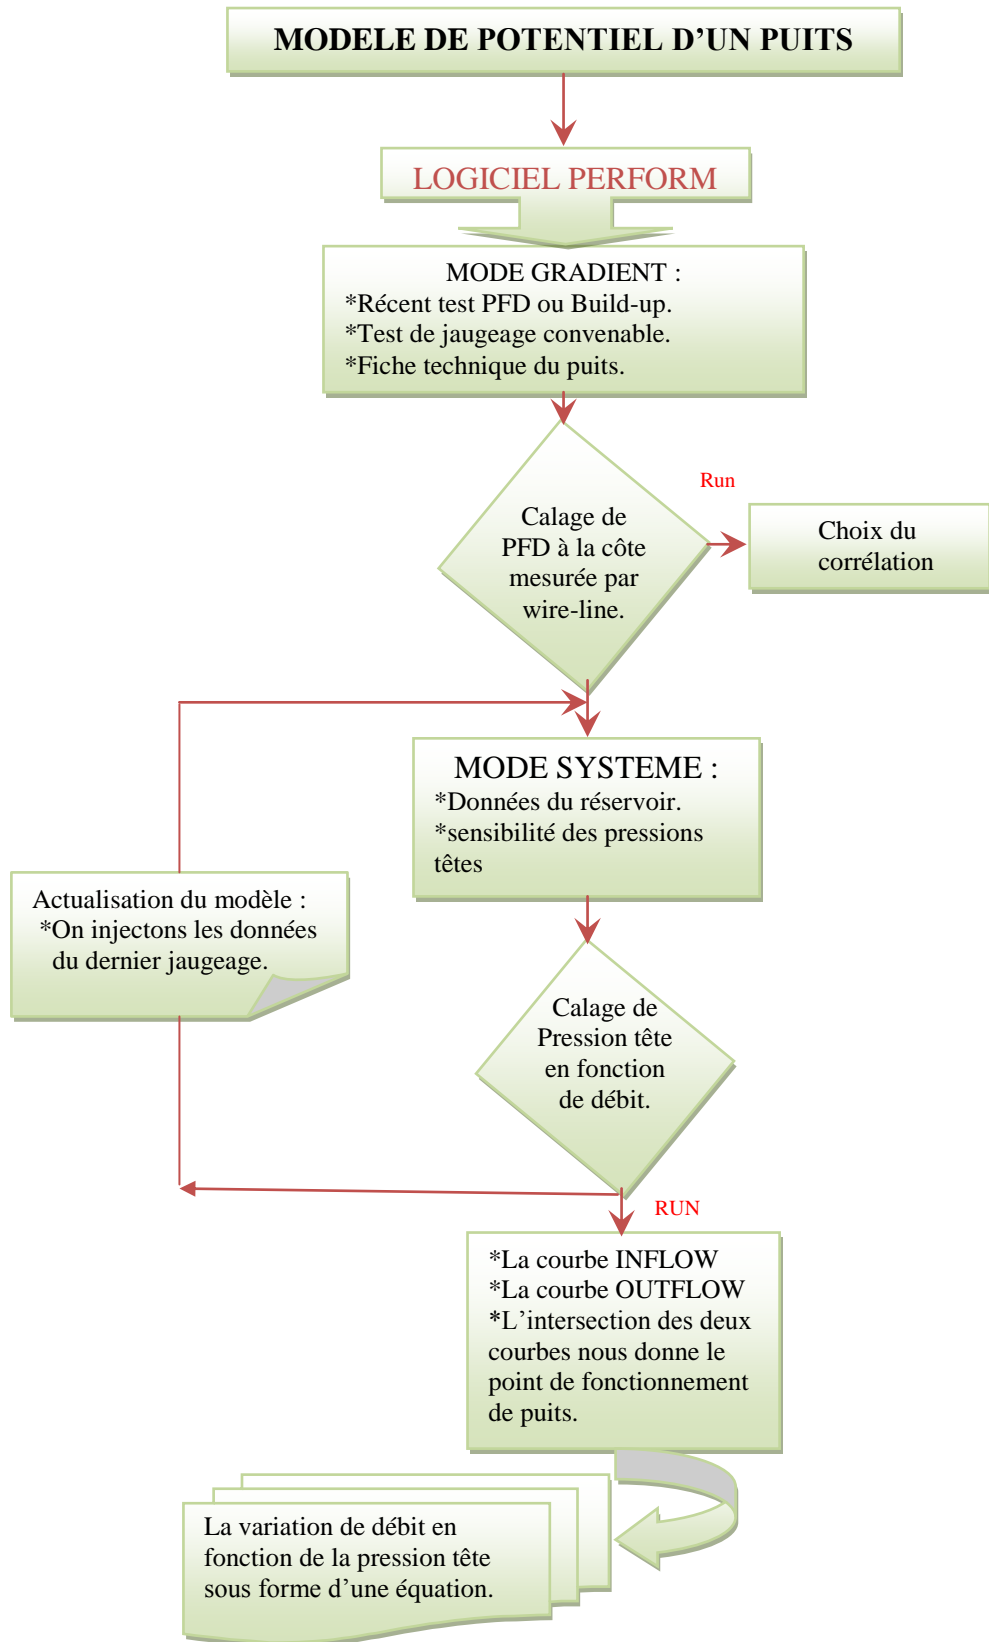 MODELE DE POTENTIEL D’UN PUITS
LOGICIEL PERFORM
MODE GRADIENT :
*Récent test PFD ou Build-up.
*Test de jaugeage convenable.
*Fiche technique du puits.
Calage de
PFD à la côte
mesurée par
wire-line.
Run
Choix du
corrélation
MODE SYSTEME :
*Données du réservoir.
*sensibilité des pressions
têtes
Actualisation du modèle :
*On injectons les données
du dernier jaugeage.
Calage de
Pression tête
en fonction
de débit.
RUN
*La courbe INFLOW
*La courbe OUTFLOW
*L’intersection des deux
courbes nous donne le
point de fonctionnement
de puits.
La variation de débit en
fonction de la pression tête
sous forme d’une équation.